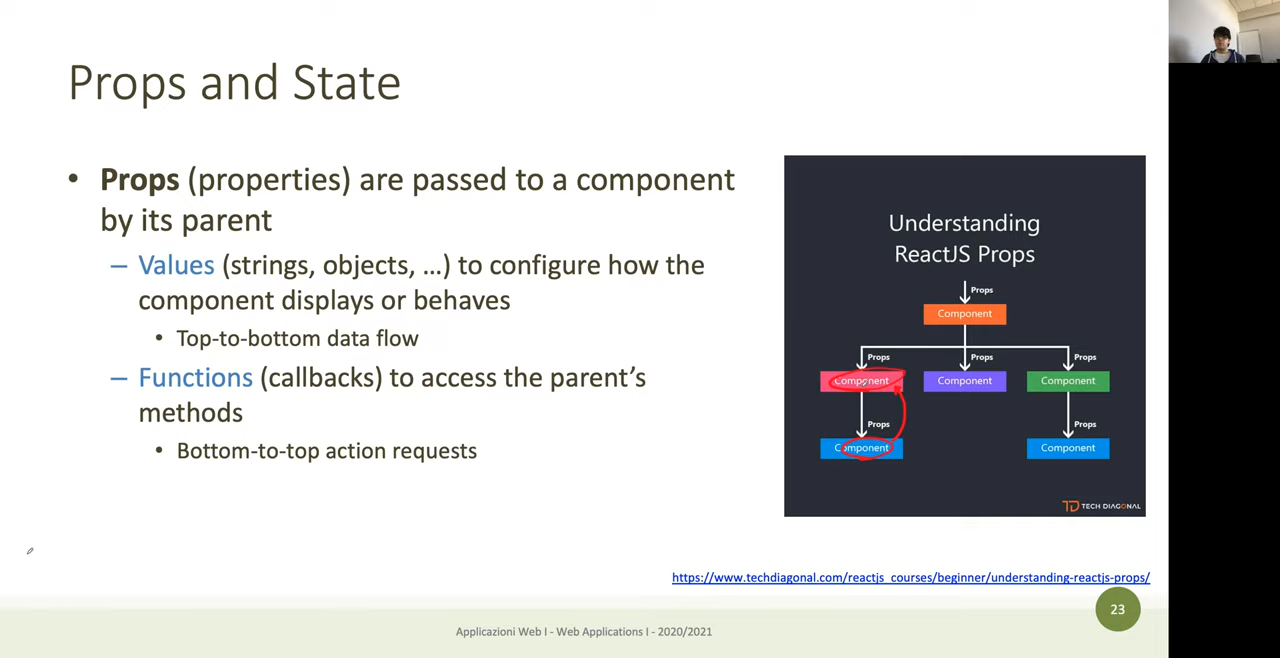 Props and State
• Props (properties) are passed to a component
by its parent
– Values (strings, objects, …) to configure how the
component displays or behaves
• Top-to-bottom data flow
– Functions (callbacks) to access the parent’s
methods
• Bottom-to-top action requests
Understanding
ReactJS Props
Props
Component
Props Props Props
Component Component Component
Props Props
Component Component
TD TECH DIAGONAL
https://www.techdiagonal.com/reactjs_courses/beginner/understanding-reactjs-props/
23
Applicazioni Web I - Web Applications I - 2020/2021